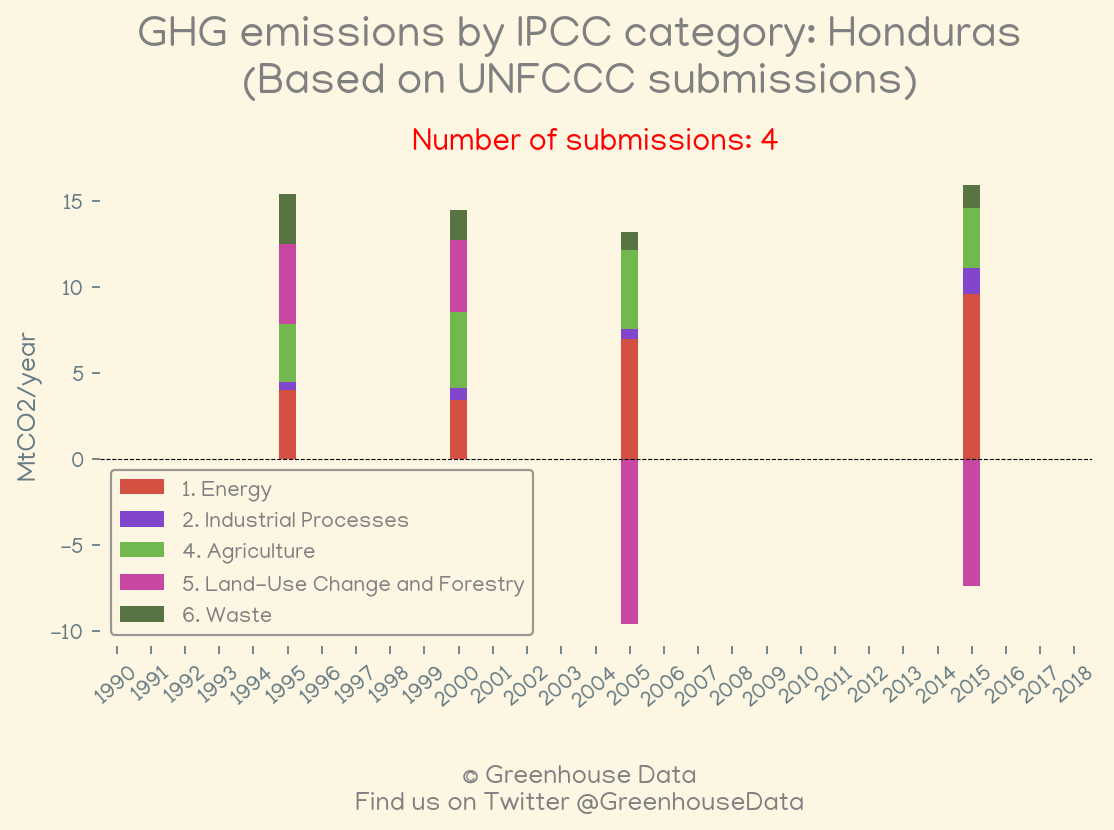 GHG emissions by IPCC category: Honduras
(Based on UNFCCC submissions)
Number of submissions: 4
MtCO2/year
15
10
5
0
−5
−10
1. Energy
2. Industrial Processes
4. Agriculture
5. Land-Use Change and Forestry
6. Waste
1990 1991 1992 1993 1994 1995 1996 1997 1998 1999 2000 2001 2002 2003 2004 2005 2006 2007 2008 2009 2010 2011 2012 2013 2014 2015 2016 2017 2018
© Greenhouse Data
Find us on Twitter @GreenhouseData